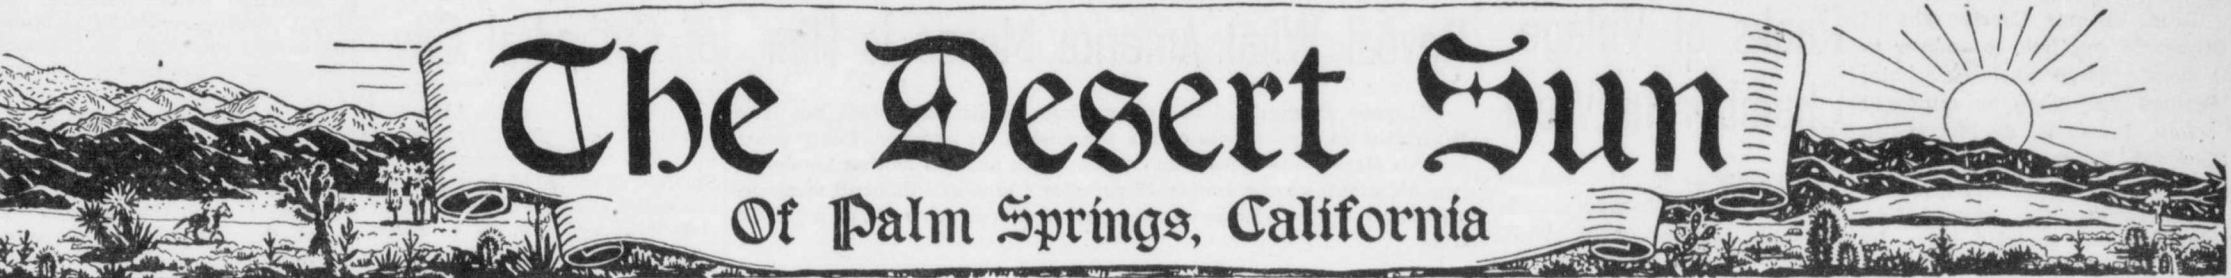 The Desert Sun
Of Palm Springs, California